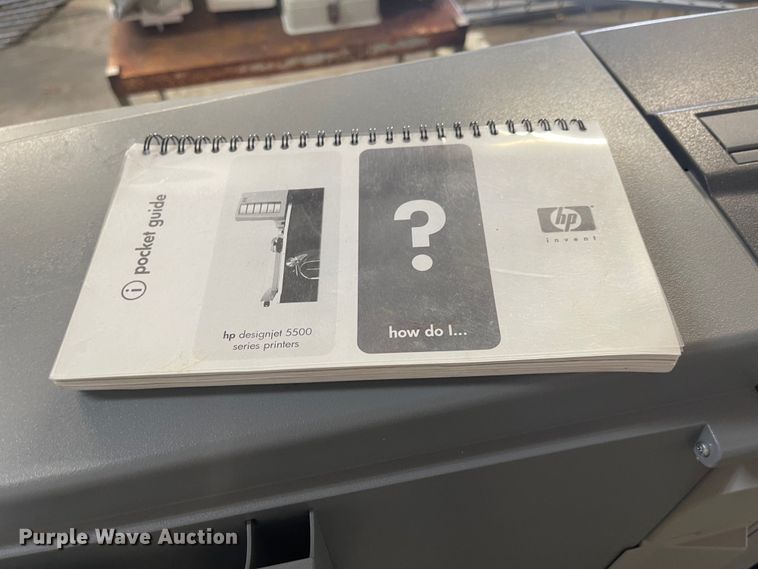 i pocket guide
hp designjet 5500
series printers
?
how do I...
hp
invent
Purple Wave Auction